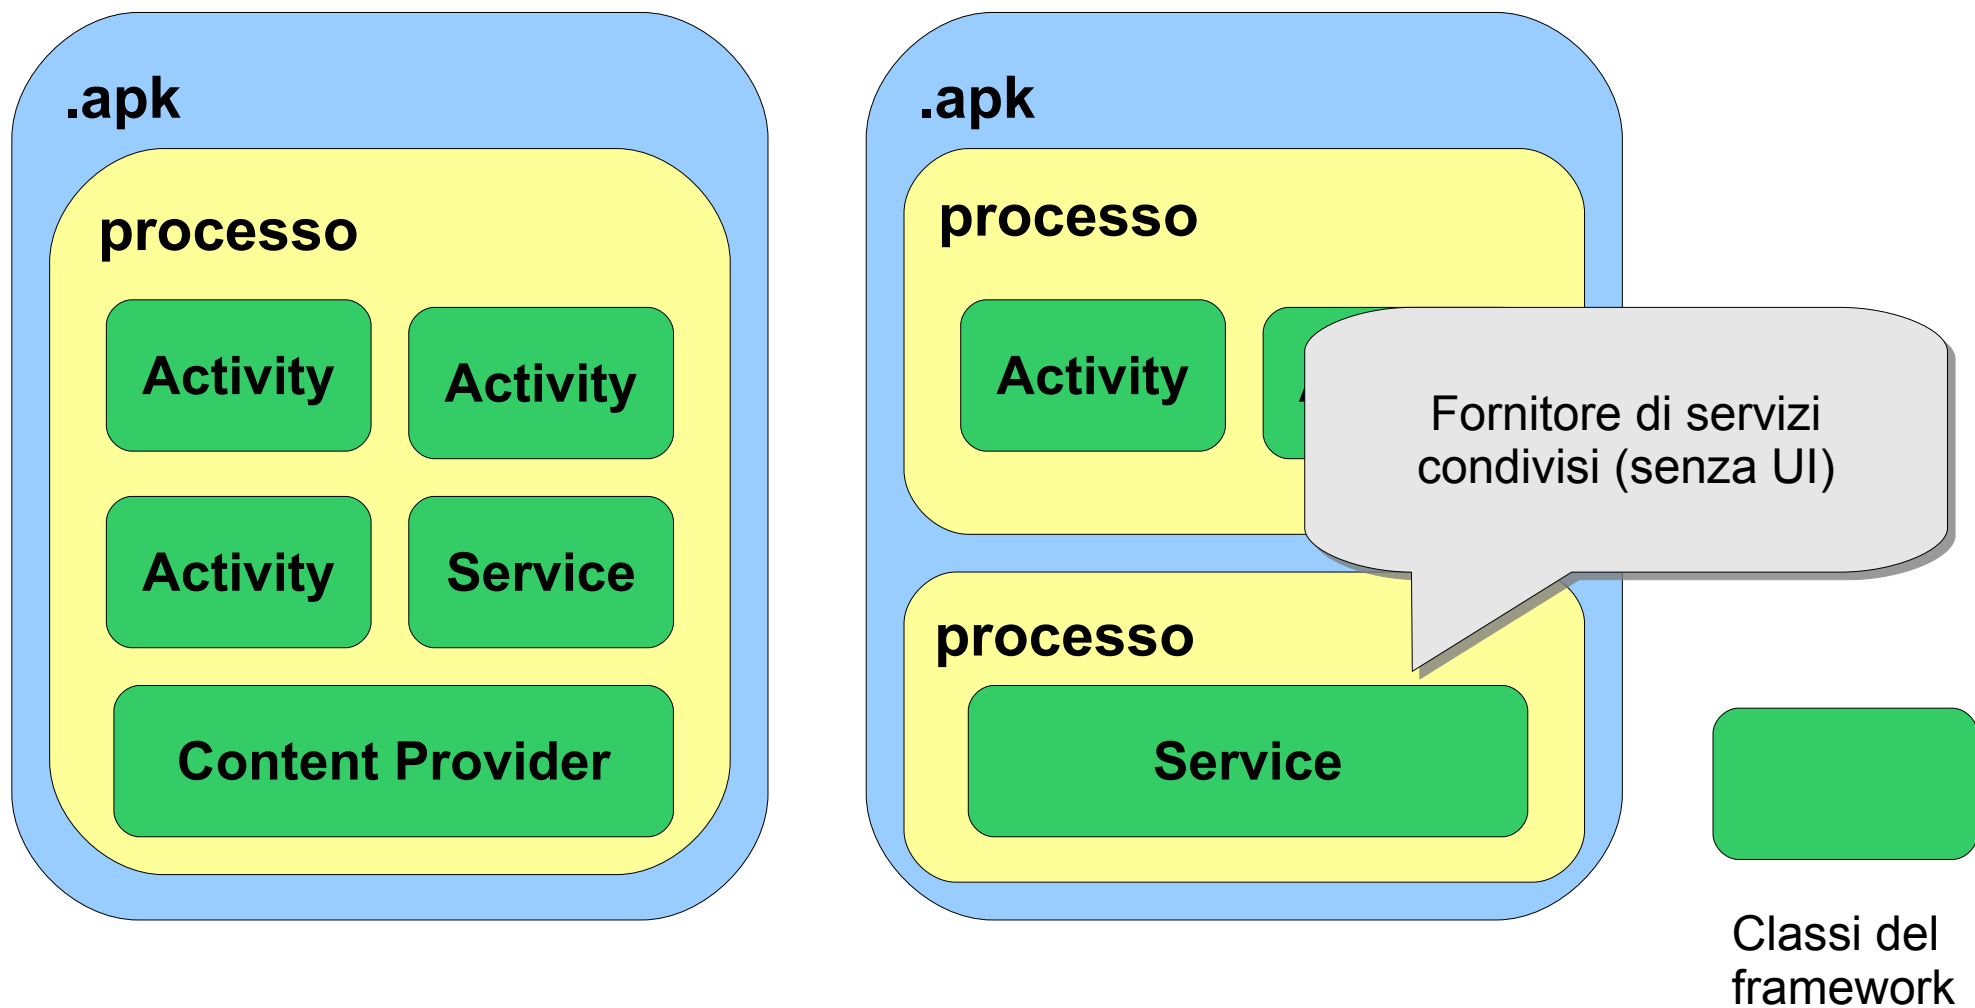 .apk
processo
Activity
Activity
Activity
Service
Content Provider
.apk
processo
Activity
Fornitore di servizi
condivisi (senza UI)
processo
Service
Classi del
framework